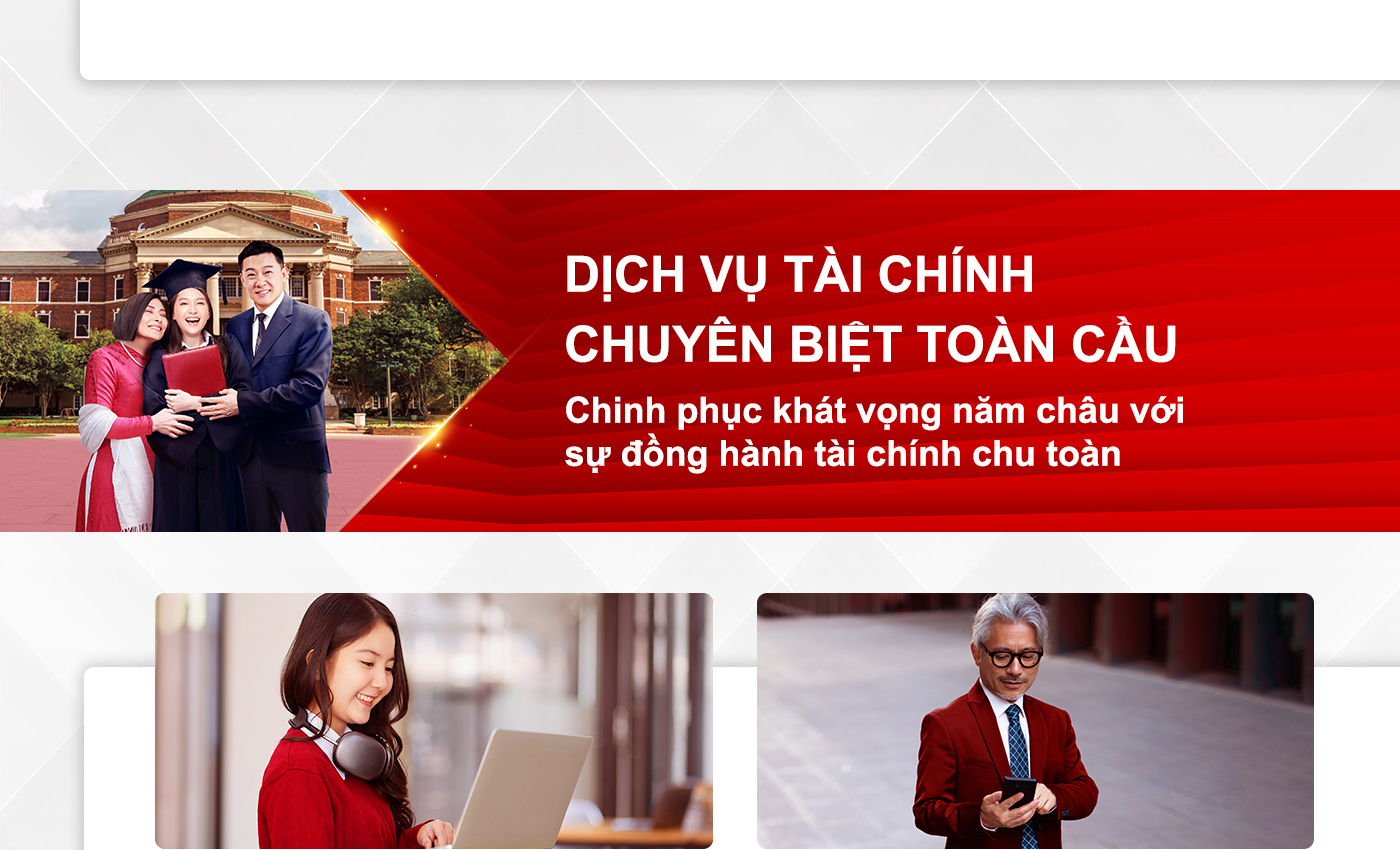 DỊCH VỤ TÀI CHÍNH
CHUYÊN BIỆT TOÀN CẦU
Chinh phục khát vọng năm châu với
sự đồng hành tài chính chu toàn